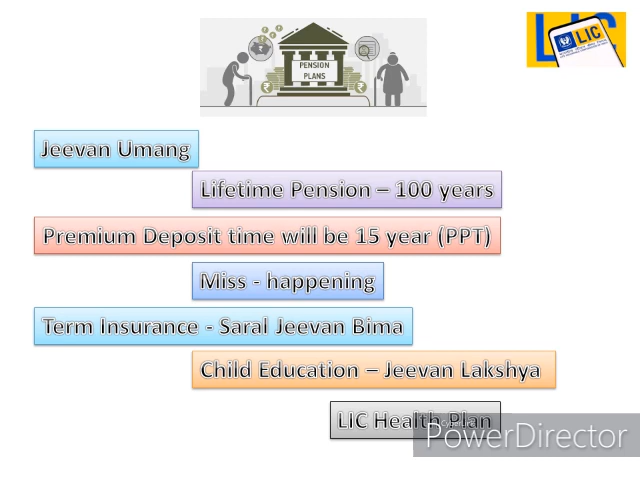 PENSION
PLANS
LIC
LIC
Jeevan Umang
Lifetime Pension – 100 years
Premium Deposit time will be 15 year (PPT)
Miss - happening
Term Insurance - Saral Jeevan Bima
Child Education – Jeevan Lakshya
LIC Health Plan
PowerDirector